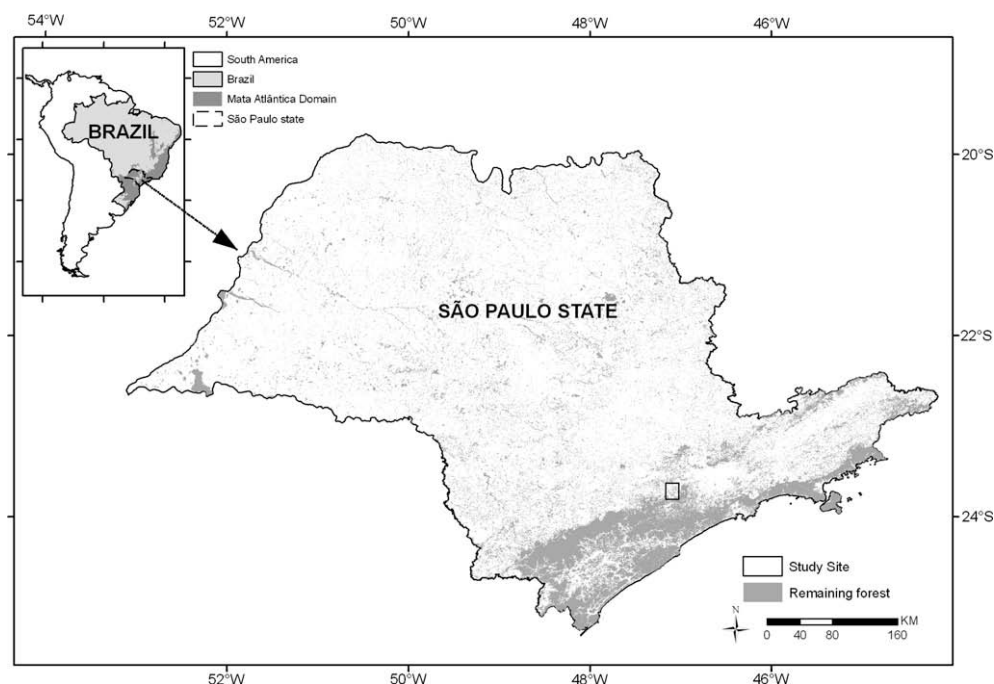 54°W
52°W
50°W
48°W
46°W
South America
Brazil
Mata Atlântica Domain
São Paulo state
BRAZIL
20°S
SÃO PAULO STATE
22°S
24°S
Study Site
Remaining forest
N
KM
0 40 80 160
52°W
50°W
48°W
46°W